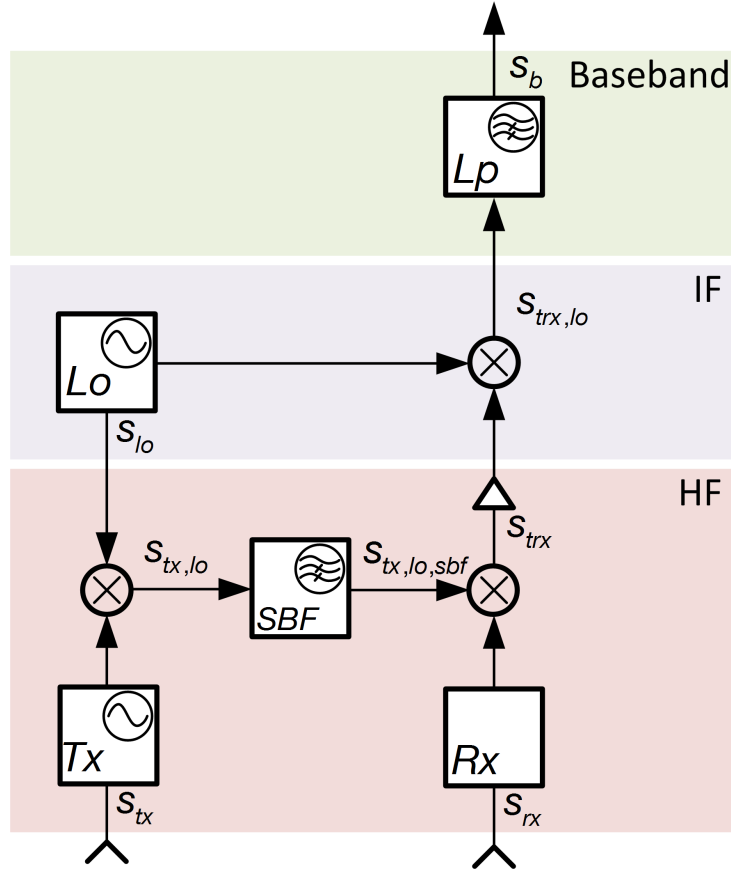 s_b
Baseband
Lp
IF
s_trx,lo
Lo
s_lo
HF
s_trx
s_tx,lo
s_tx,lo,sbf
SBF
Tx
Rx
s_tx
s_rx